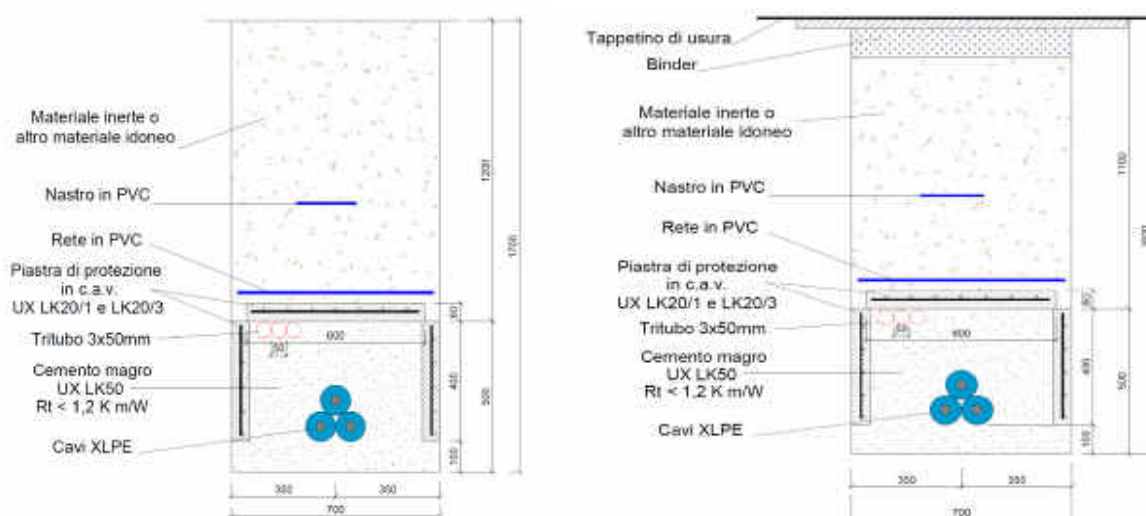 Materiale inerte o
altro materiale idoneo
Nastro in PVC
Rete in PVC
Piastra di protezione
in c.a.v.
UX LK20/1 e LK20/3
Tritubo 3x50mm
Cemento magro
UX LK50
Rt < 1,2 K m/W
Cavi XLPE
1200
1700
60
600
400
500
100
350
350
700
Tappetino di usura
Binder
Materiale inerte o
altro materiale idoneo
Nastro in PVC
Rete in PVC
Piastra di protezione
in c.a.v.
UX LK20/1 e LK20/3
Tritubo 3x50mm
Cemento magro
UX LK50
Rt < 1,2 K m/W
Cavi XLPE
1100
600
400
500
100
350
350
700